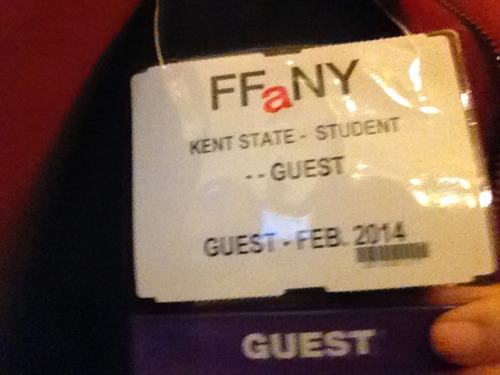 FFaNY
KENT STATE - STUDENT
-- GUEST
GUEST - FEB. 2014
GUEST